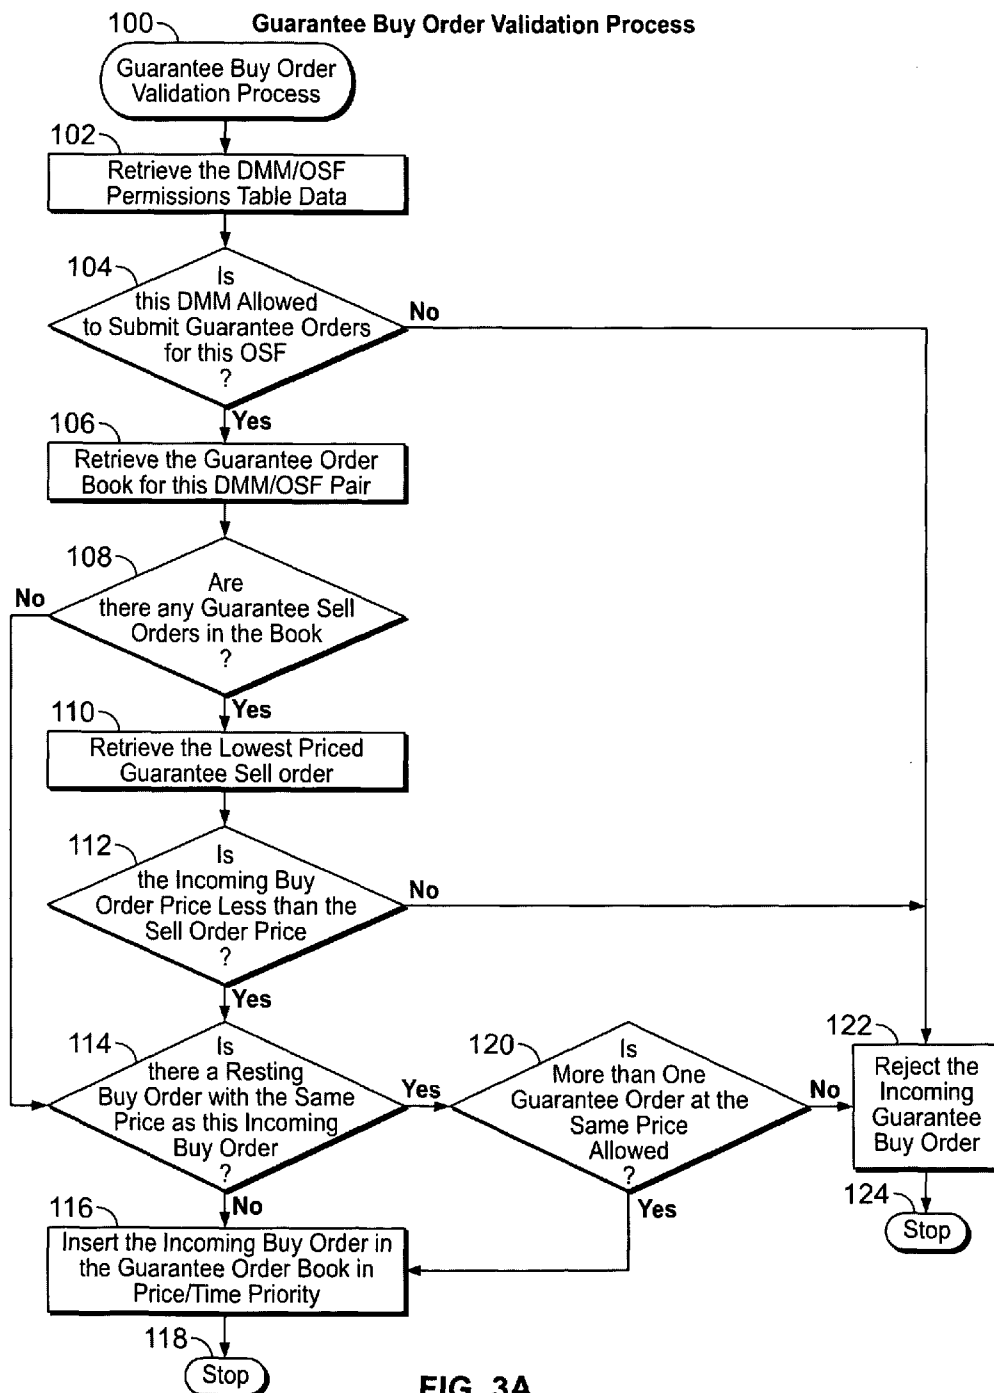 Guarantee Buy Order Validation Process
100
Guarantee Buy Order
Validation Process
102
Retrieve the DMM/OSF
Permissions Table Data
104
Is
this DMM Allowed
to Submit Guarantee Orders
for this OSF
?
No
Yes
106
Retrieve the Guarantee Order
Book for this DMM/OSF Pair
108
Are
there any Guarantee Sell
Orders in the Book
?
No
Yes
110
Retrieve the Lowest Priced
Guarantee Sell order
112
Is
the Incoming Buy
Order Price Less than the
Sell Order Price
?
No
Yes
114
Is
there a Resting
Buy Order with the Same
Price as this Incoming
Buy Order
?
Yes
No
120
Is
More than One
Guarantee Order at the
Same Price
Allowed
?
No
Yes
122
Reject the
Incoming
Guarantee
Buy Order
124
Stop
116
Insert the Incoming Buy Order in
the Guarantee Order Book in
Price/Time Priority
118
Stop
FIG. 3A